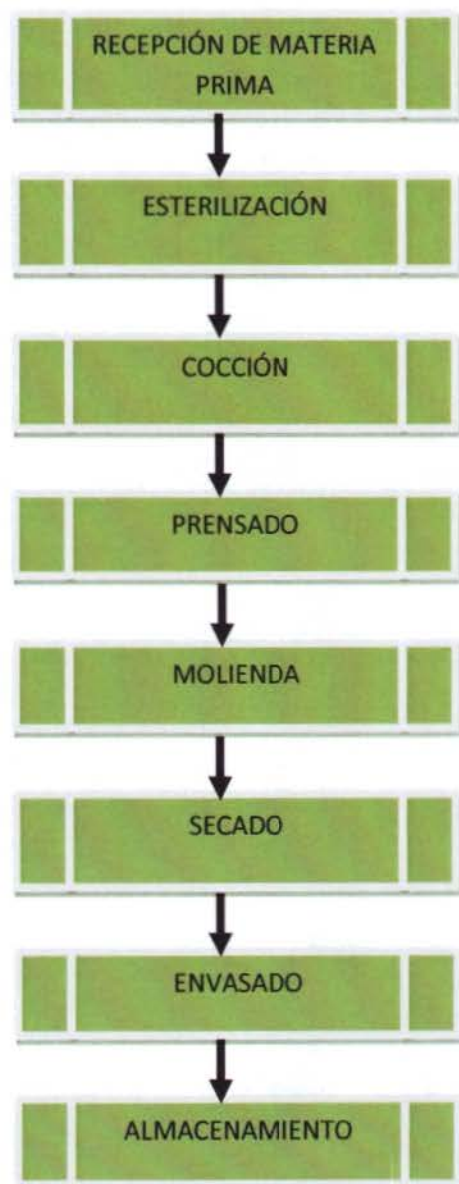 RECEPCIÓN DE MATERIA
PRIMA
ESTERILIZACIÓN
COCCIÓN
PRENSADO
MOLIENDA
SECADO
ENVASADO
ALMACENAMIENTO